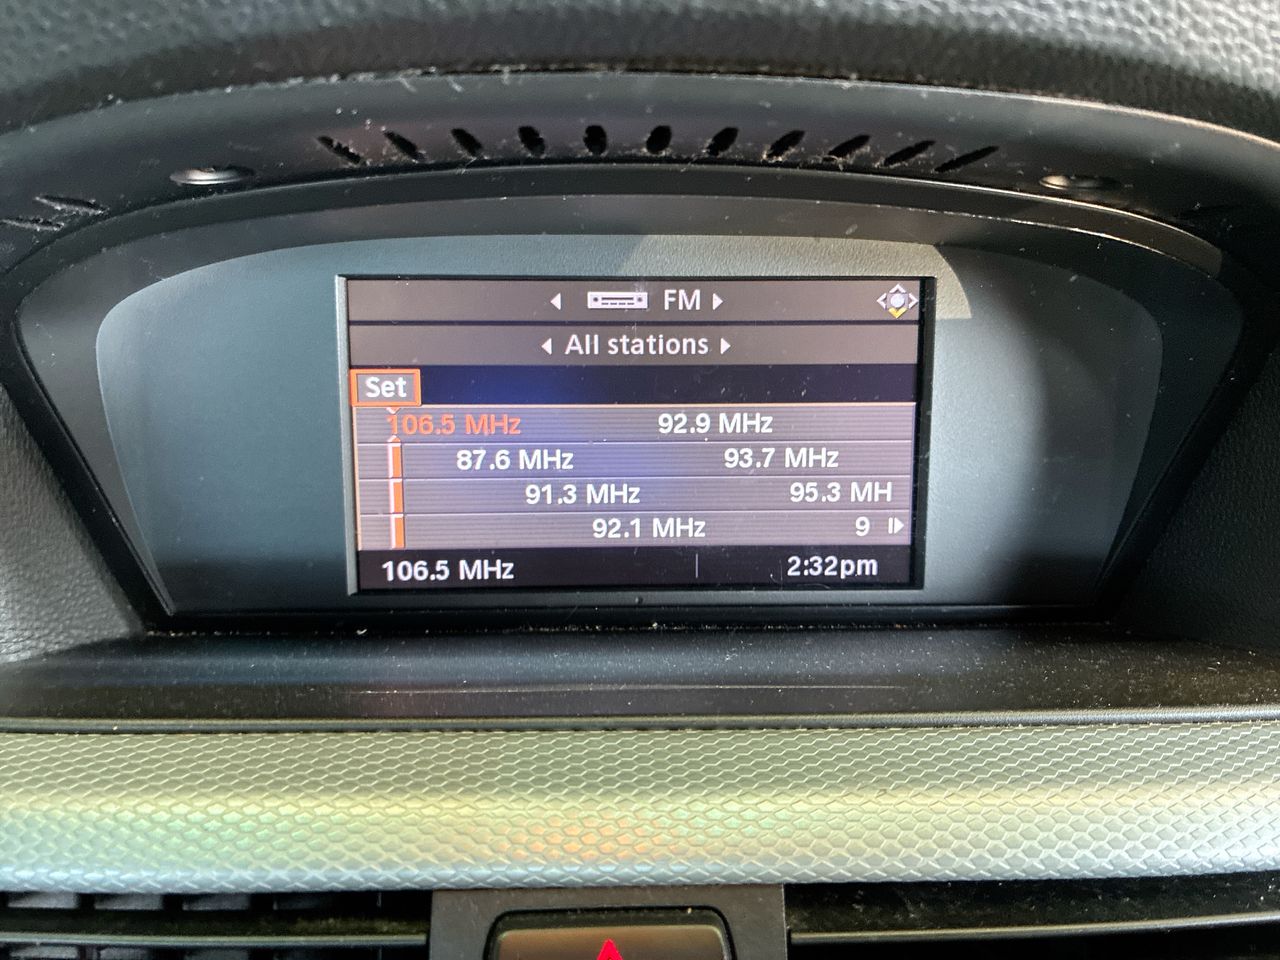 FM
All stations
Set
106.5 MHz 92.9 MHz
87.6 MHz 93.7 MHz
91.3 MHz 95.3 MH
92.1 MHz 9
106.5 MHz 2:32pm